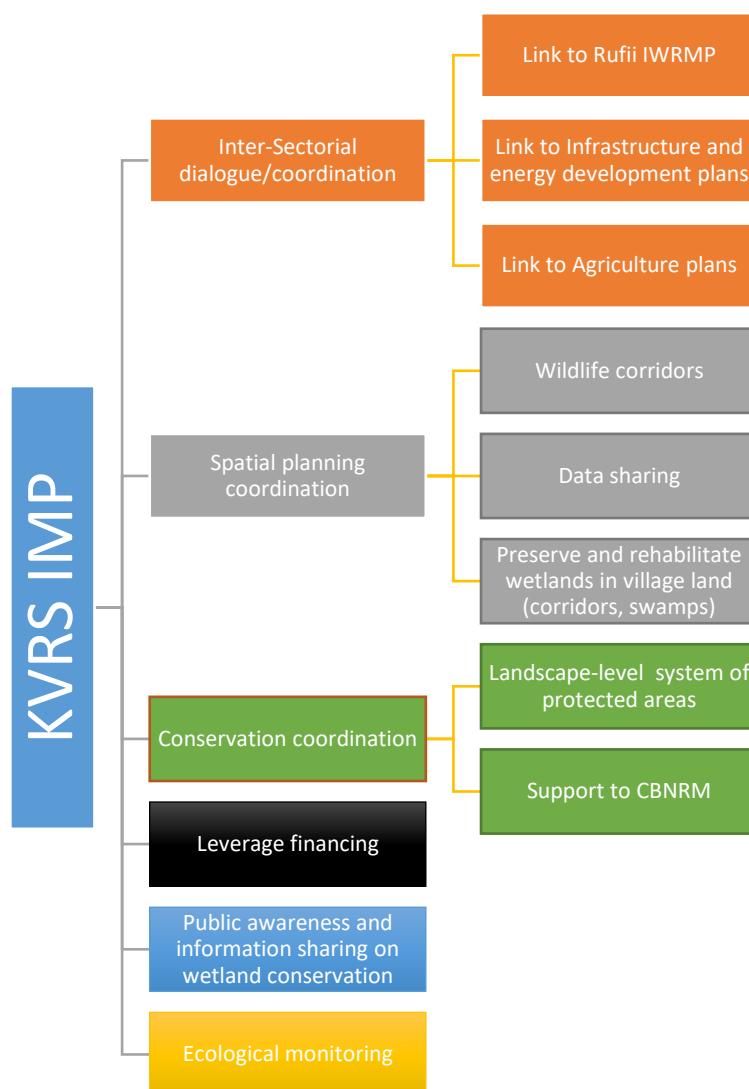 KVRS IMP
Inter-Sectorial
dialogue/coordination
Link to Rufii IWRMP
Link to Infrastructure and
energy development plans
Link to Agriculture plans
Spatial planning
coordination
Wildlife corridors
Data sharing
Preserve and rehabilitate
wetlands in village land
(corridors, swamps)
Conservation coordination
Landscape-level system of
protected areas
Support to CBNRM
Leverage financing
Public awareness and
information sharing on
wetland conservation
Ecological monitoring